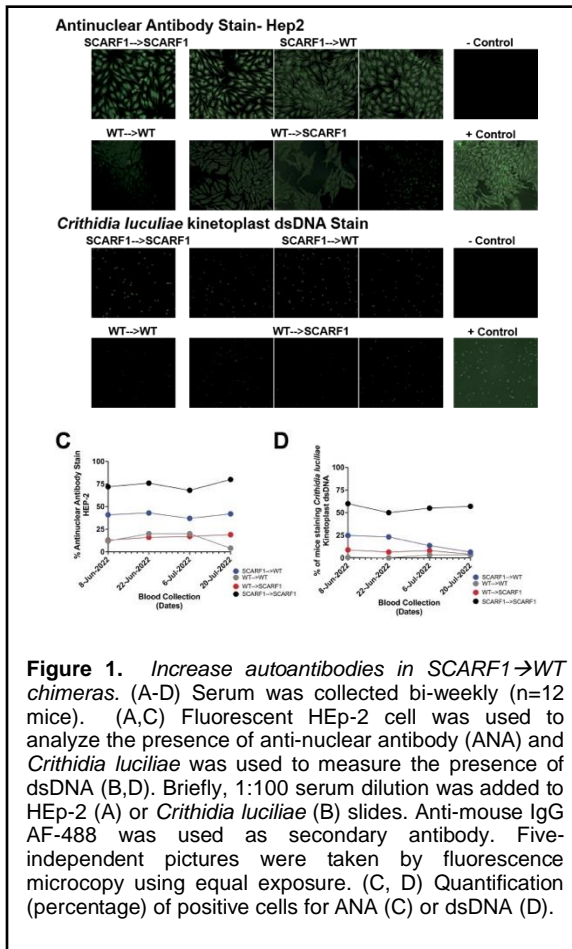 Antinuclear Antibody Stain- Hep2
SCARF1-->SCARF1 SCARF1-->WT - Control
WT-->WT WT-->SCARF1 + Control
Crithidia luculiae kinetoplast dsDNA Stain
SCARF1-->SCARF1 SCARF1-->WT - Control
WT-->WT WT-->SCARF1 + Control
C
% Antinuclear Antibody Stain
HEP-2
100
75
50
25
0
8-Jun-2022
22-Jun-2022
6-Jul-2022
20-Jul-2022
Blood Collection
(Dates)
SCARF1-->WT
WT-->WT
WT-->SCARF1
SCARF1-->SCARF1
D
% of mice staining Crithidia luciliae
Kinetoplast dsDNA
100
75
50
25
0
8-Jun-2022
22-Jun-2022
6-Jul-2022
20-Jul-2022
Blood Collection
(Dates)
SCARF1-->WT
WT-->WT
WT-->SCARF1
SCARF1-->SCARF1
Figure 1. Increase autoantibodies in SCARF1→WT
chimeras. (A-D) Serum was collected bi-weekly (n=12
mice). (A,C) Fluorescent HEp-2 cell was used to
analyze the presence of anti-nuclear antibody (ANA) and
Crithidia luciliae was used to measure the presence of
dsDNA (B,D). Briefly, 1:100 serum dilution was added to
HEp-2 (A) or Crithidia luciliae (B) slides. Anti-mouse IgG
AF-488 was used as secondary antibody. Five-
independent pictures were taken by fluorescence
microcopy using equal exposure. (C, D) Quantification
(percentage) of positive cells for ANA (C) or dsDNA (D).